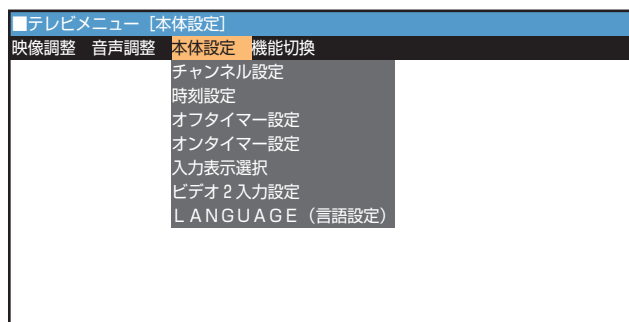 ■テレビメニュー［本体設定］
映像調整 音声調整 本体設定 機能切換
チャンネル設定
時刻設定
オフタイマー設定
オンタイマー設定
入力表示選択
ビデオ２入力設定
ＬＡＮＧＵＡＧＥ（言語設定）